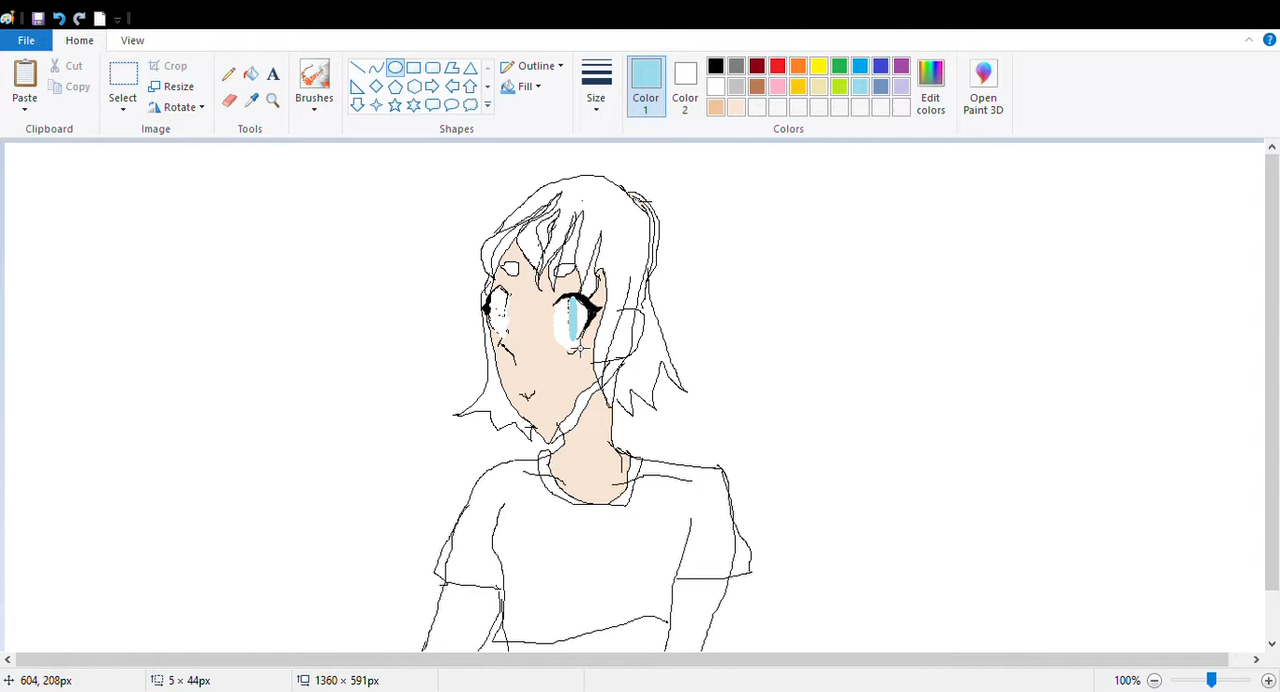 File Home View
Cut
Copy
Paste
Clipboard
Select
Crop
Resize
Rotate
Image
A
Tools
Brushes
Outline
Fill
Shapes
Size
Color
1
Color
2
Edit
colors
Colors
Open
Paint 3D
604, 208px 5 × 44px 1360 × 591px 100%